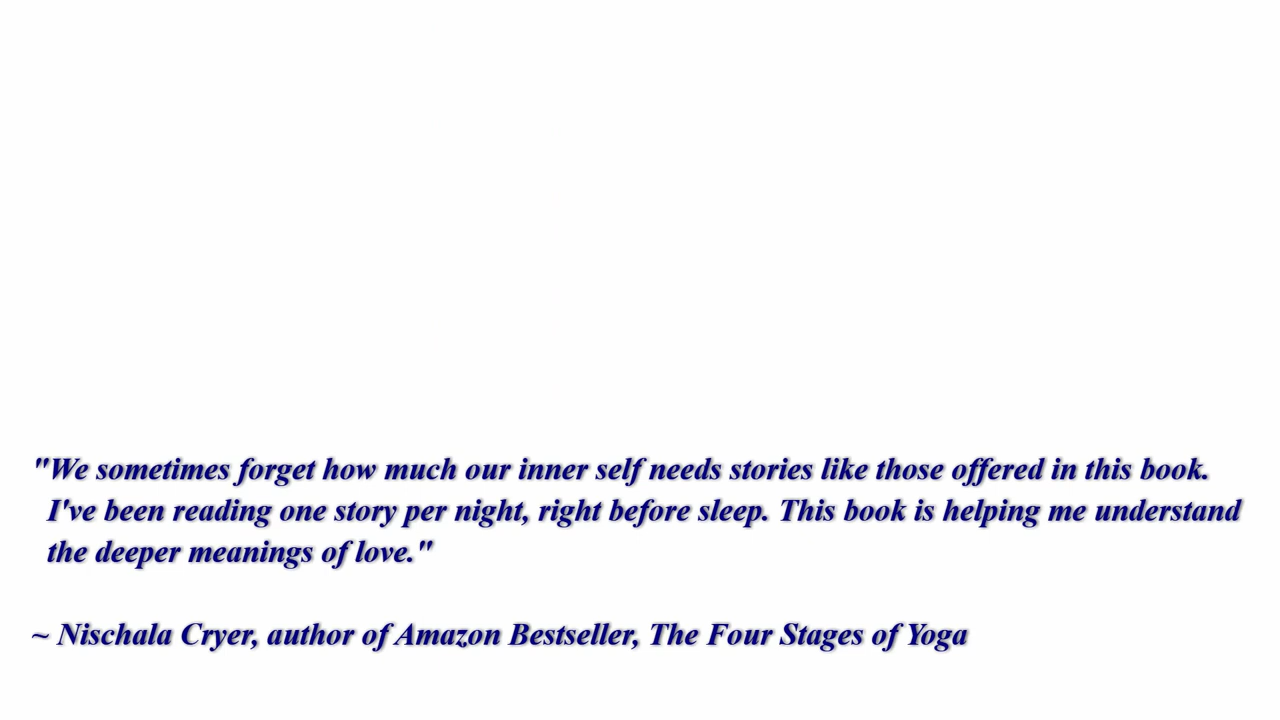 "We sometimes forget how much our inner self needs stories like those offered in this book.
I've been reading one story per night, right before sleep. This book is helping me understand
the deeper meanings of love."
~ Nischala Cryer, author of Amazon Bestseller, The Four Stages of Yoga